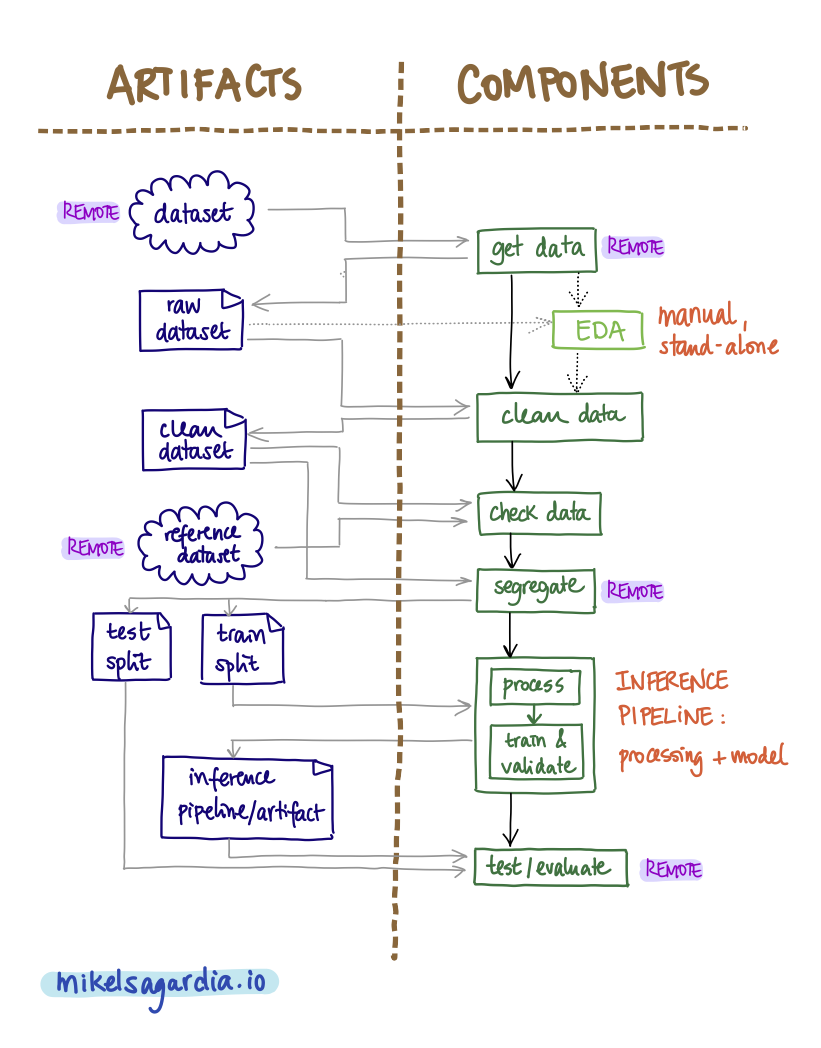 ARTIFACTS
COMPONENTS
REMOTE
dataset
get data
REMOTE
raw
dataset
EDA
manual,
stand-alone
clean
dataset
clean data
REMOTE
reference
dataset
check data
segregate
REMOTE
test
split
train
split
process
train &
validate
INFERENCE
PIPELINE:
processing + model
inference
pipeline/artifact
test/evaluate
REMOTE
mikelsagardia.io